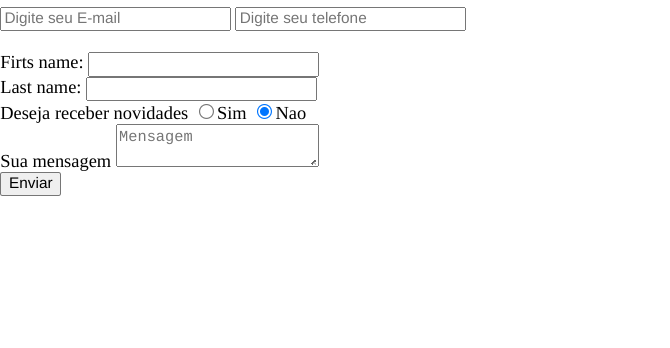 Digite seu E-mail Digite seu telefone
Firts name:
Last name:
Deseja receber novidades Sim Nao
Mensagem
Sua mensagem
Enviar